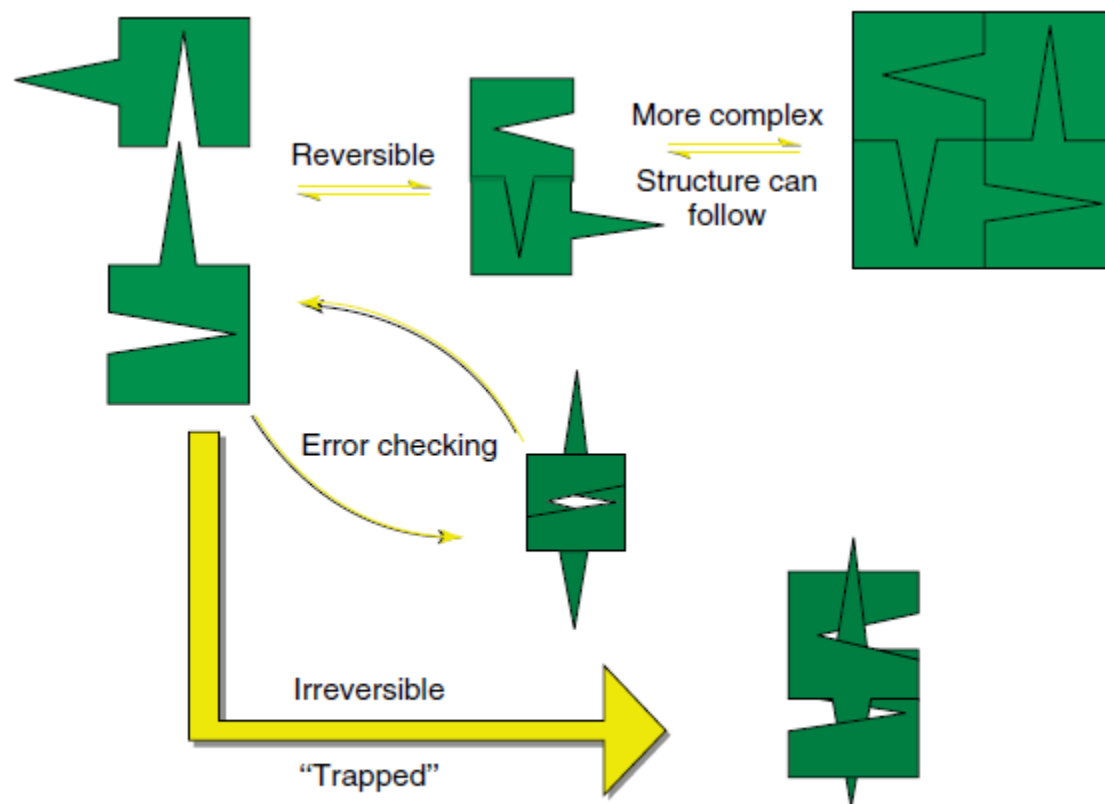 Reversible
More complex
Structure can
follow
Error checking
Irreversible
“Trapped”